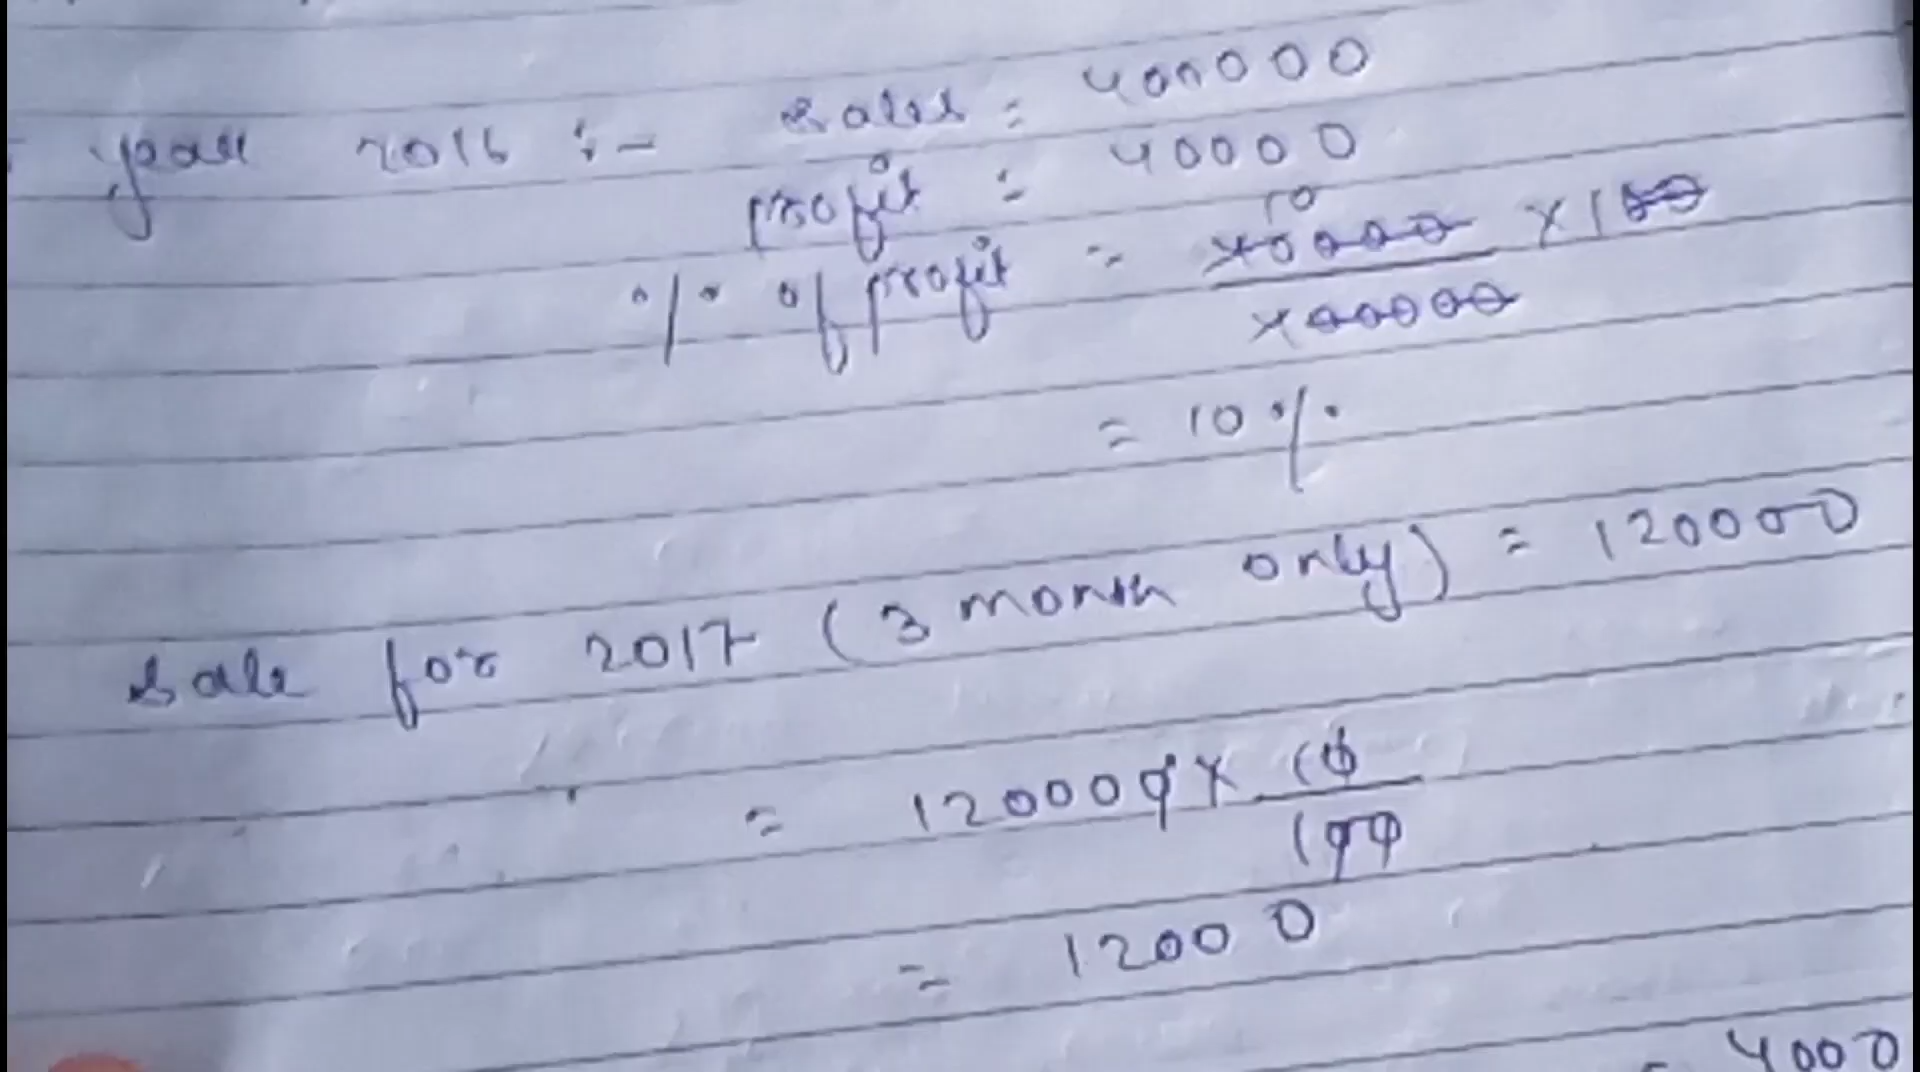 year 2016 :- sales = 400000
profit = 40000
10
% of profit = 40000 x 100
400000
= 10 %
Sale for 2017 (3 month only) = 120000
= 120000 x 10
100
= 12000
= 4000